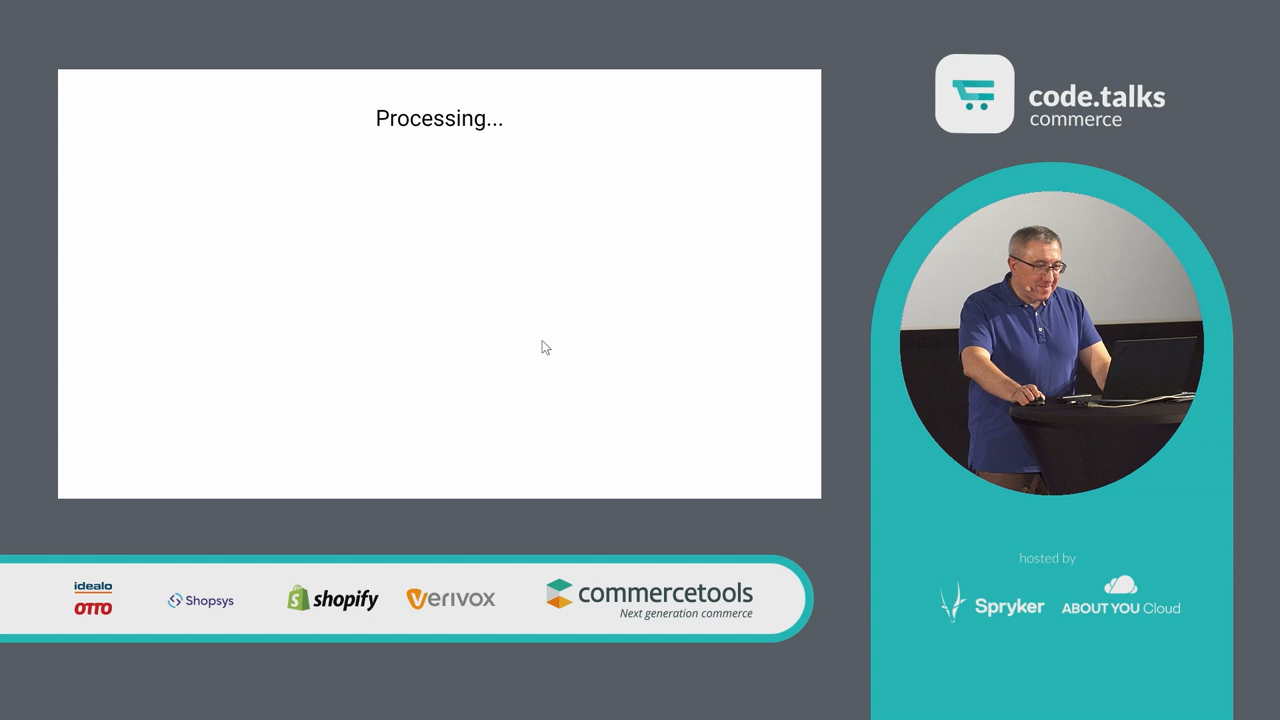 Processing...
code.talks
commerce
hosted by
Spryker
ABOUT YOU Cloud
idealo
OTTO
Shopsys
shopify
Verivox
commercetools
Next generation commerce